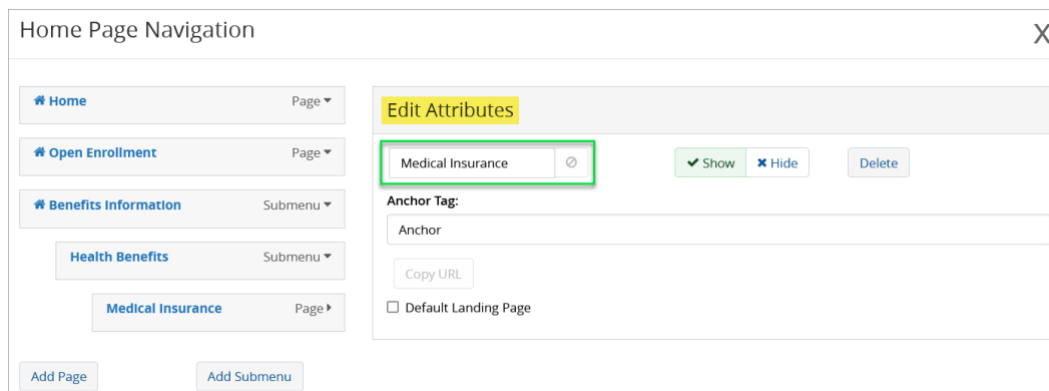 Home Page Navigation X
Home Page
Open Enrollment Page
Benefits Information Submenu
Health Benefits Submenu
Medical Insurance Page
Add Page Add Submenu
Edit Attributes
Medical Insurance Show Hide Delete
Anchor Tag:
Anchor
Copy URL
Default Landing Page